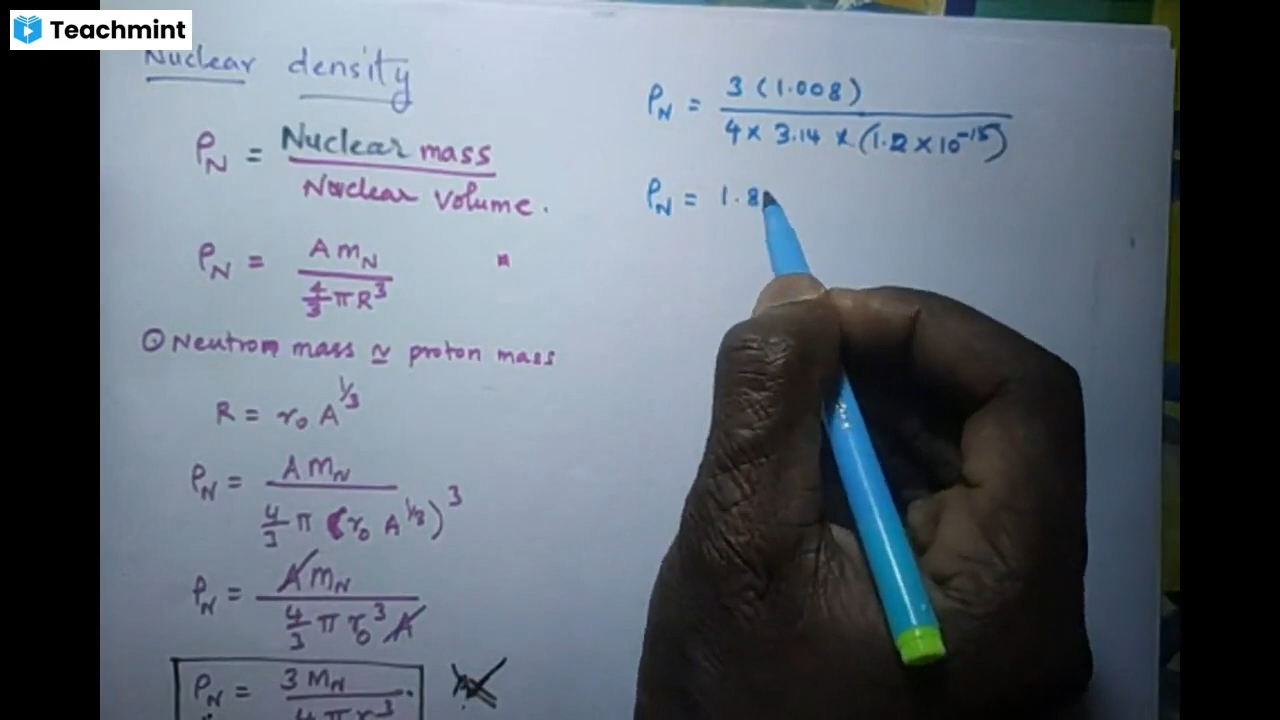 Teachmint
Nuclear density
ρN = Nuclear mass / Nuclear volume.
ρN = A mN / 4/3 π R³
⊙ Neutron mass ≃ proton mass
R = r₀ A^1/3
ρN = A MN / 4/3 π (r₀ A^1/3)³
ρN = A mN / 4/3 π r₀³ A
ρN = 3 MN / 4 π r³
ρN = 3 (1.008) / 4 × 3.14 × (1.2 × 10⁻¹⁵)
ρN = 1.8